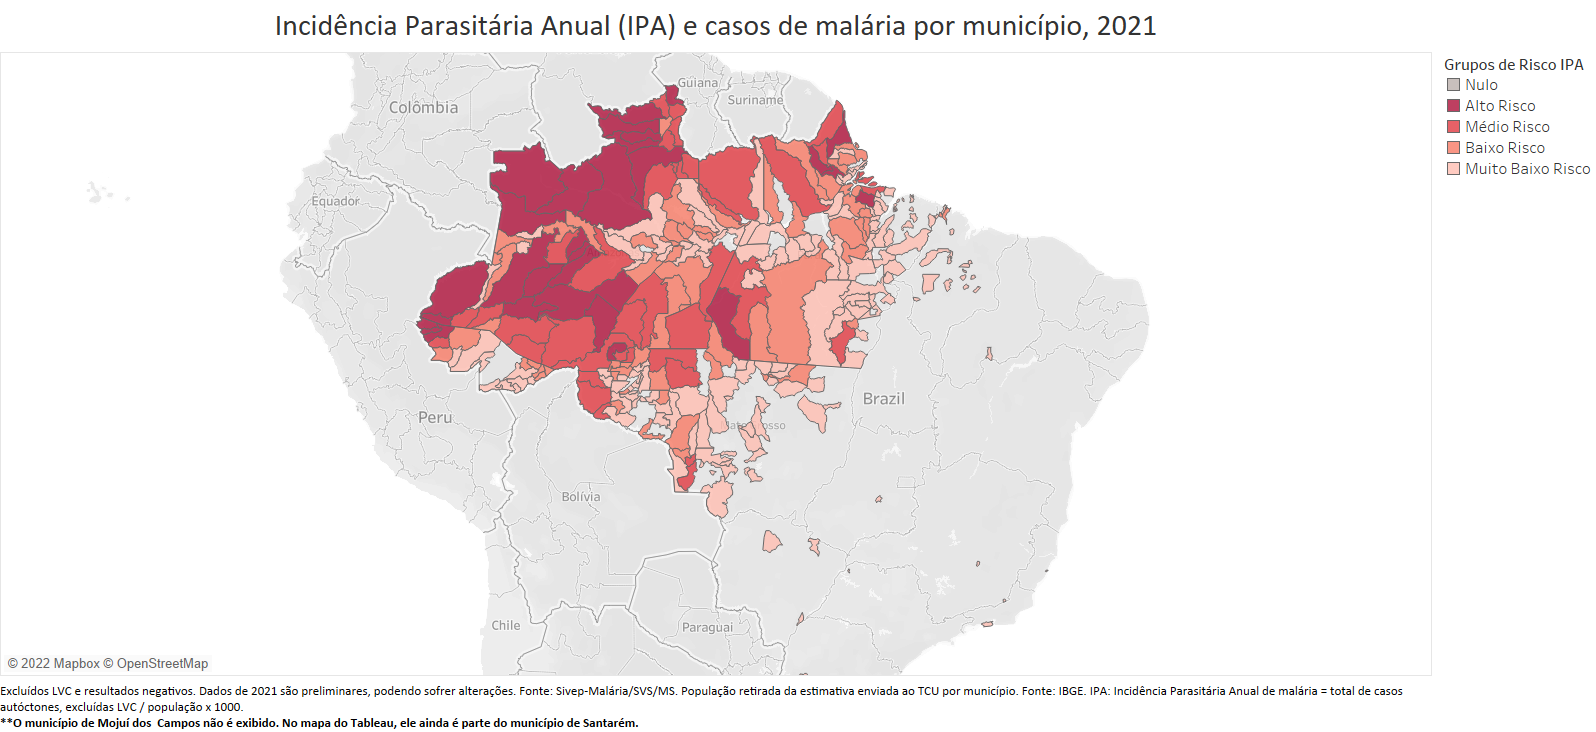 Incidência Parasitária Anual (IPA) e casos de malária por município, 2021
Grupos de Risco IPA
Nulo
Alto Risco
Médio Risco
Baixo Risco
Muito Baixo Risco
Guiana
Suriname
Colômbia
Equador
Peru
Brazil
Bolívia
Chile
Paraguai
© 2022 Mapbox © OpenStreetMap
Excluídos LVC e resultados negativos. Dados de 2021 são preliminares, podendo sofrer alterações. Fonte: Sivep-Malária/SVS/MS. População retirada da estimativa enviada ao TCU por município. Fonte: IBGE. IPA: Incidência Parasitária Anual de malária = total de casos
autóctones, excluídas LVC / população x 1000.
**O município de Mojuí dos  Campos não é exibido. No mapa do Tableau, ele ainda é parte do município de Santarém.